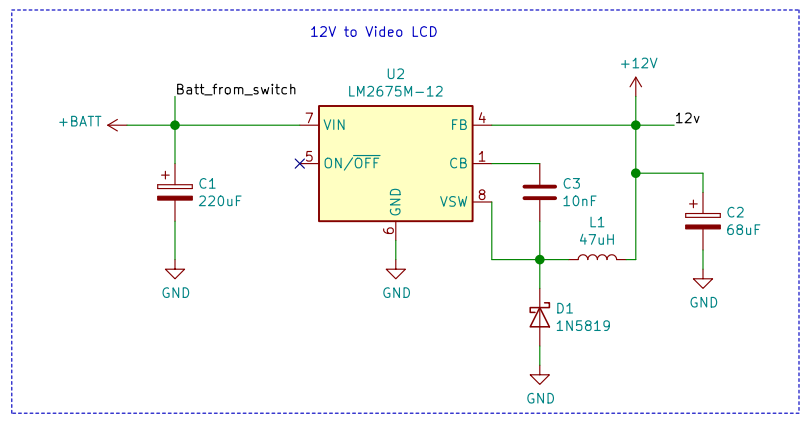 12V to Video LCD
U2
LM2675M-12
+12V
Batt_from_switch
+BATT
7
VIN
FB
4
12v
5
ON/OFF
CB
1
C1
220uF
C3
10nF
GND
VSW
8
6
L1
47uH
C2
68uF
GND
GND
GND
D1
1N5819
GND